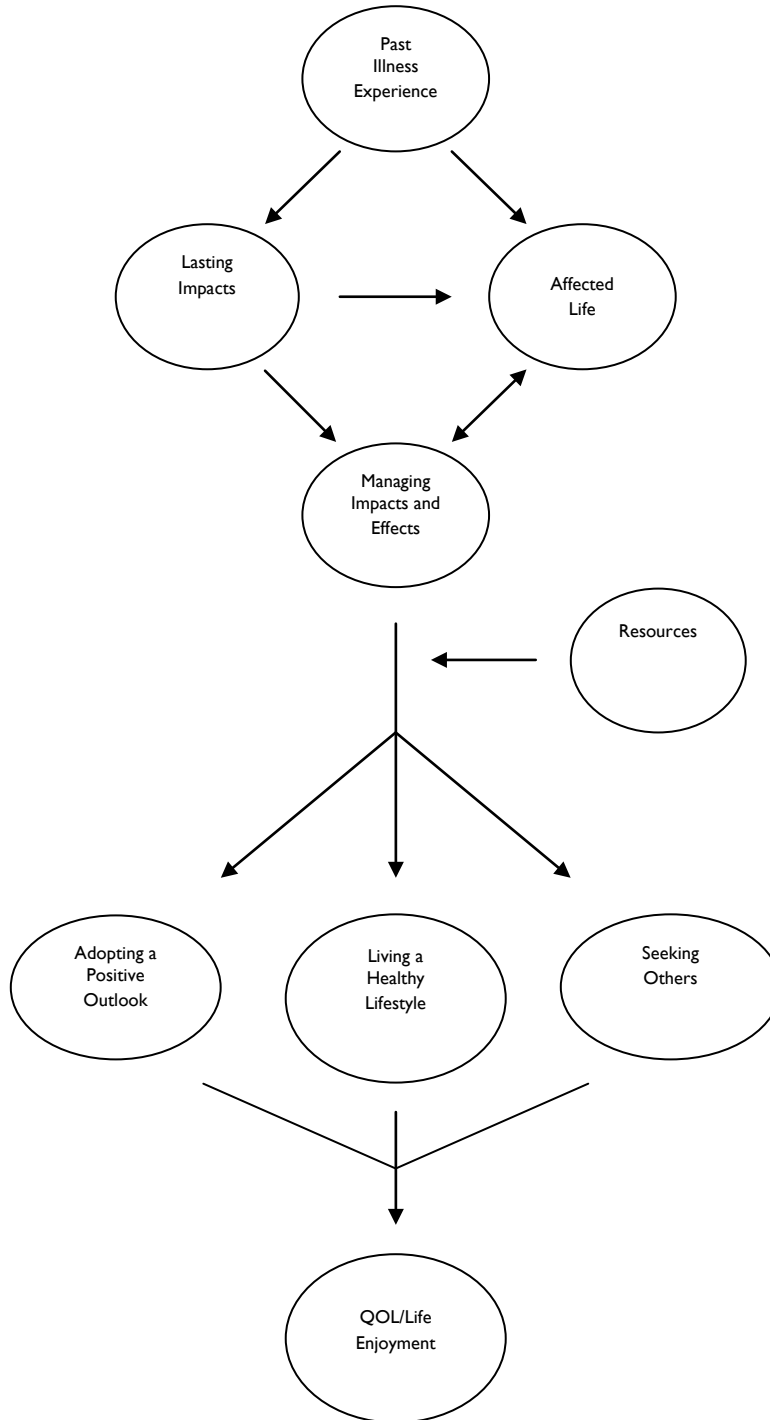 Past
Illness
Experience
Lasting
Impacts
Affected
Life
Managing
Impacts and
Effects
Resources
Adopting a
Positive
Outlook
Living a
Healthy
Lifestyle
Seeking
Others
QOL/Life
Enjoyment